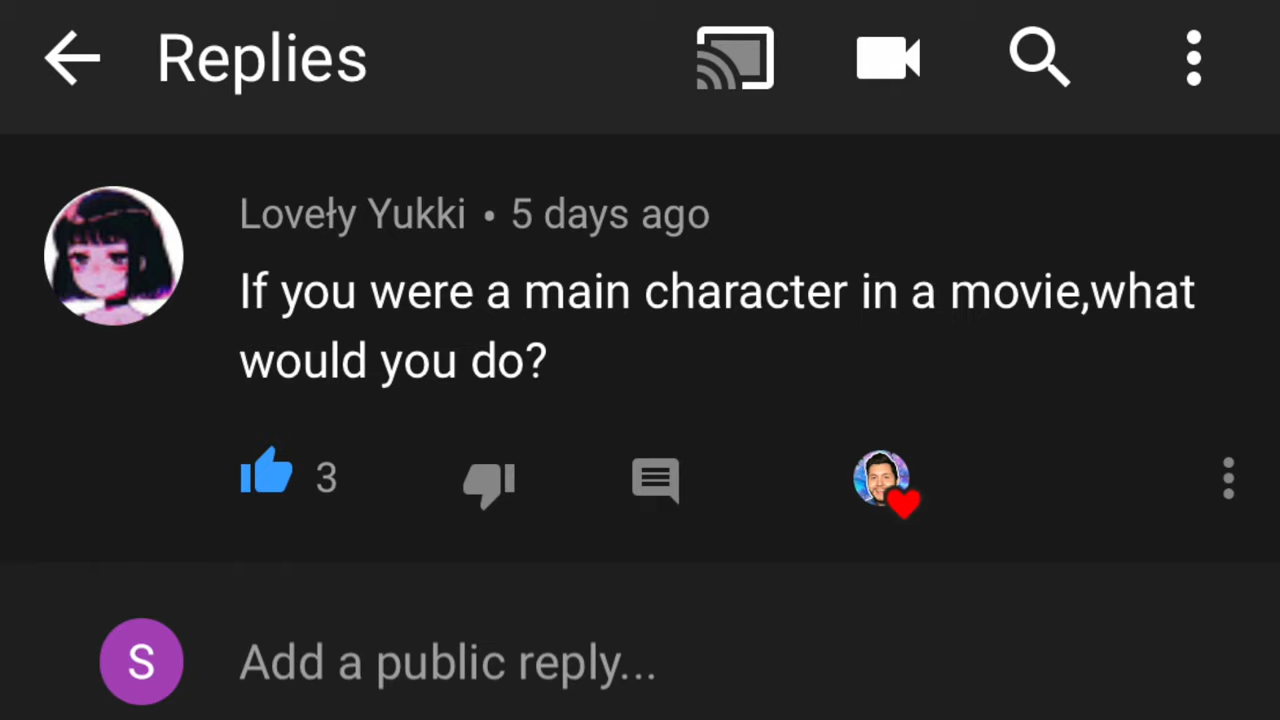 Replies
Loveły Yukki • 5 days ago
If you were a main character in a movie,what
would you do?
3
S
Add a public reply...